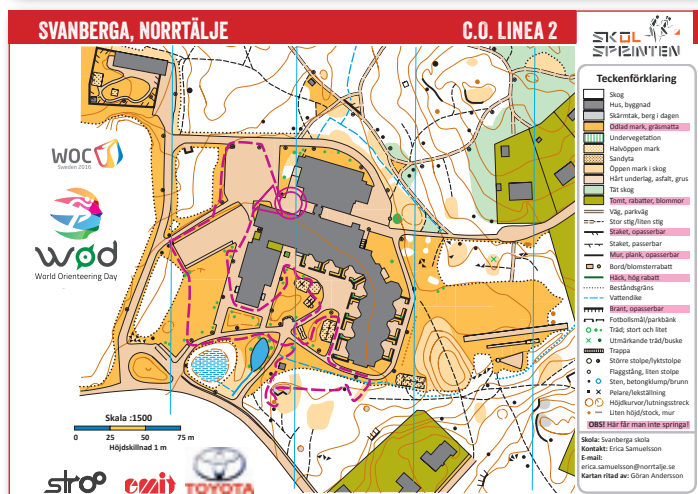 SVANBERGA, NORRTÄLJE
C.O. LINEA 2
SKOL
SPRINTEN
WOC
Sweden 2016
wod
World Orienteering Day
Teckenförklaring
Skog
Hus, byggnad
Skärmtak, berg i dagen
Odlad mark, gräsmatta
Undervegetation
Halvöppen mark
Sandyta
Öppen mark i skog
Hårt underlag, asfalt, grus
Tät skog
Tomt, rabatter, blommor
Väg, parkväg
Stor stig/liten stig
Staket, opasserbar
Staket, passerbar
Mur, plank, opasserbar
Bord/blomsterrabatt
Häck, hög rabatt
Beståndsgräns
Vattendike
Brant, opasserbar
Fotbollsmål/parkbänk
Träd; stort och litet
Utmärkande träd/buske
Trappa
Större stolpe/lyktstolpe
Flaggstång, liten stolpe
Sten, betongklump/brunn
Pelare/lekställning
Höjdkurvor/lutningsstreck
Liten höjd/stock, mur
OBS! Här får man inte springa!
Skola: Svanberga skola
Kontakt: Erica Samuelsson
E-mail:
erica.samuelsson@norrtalje.se
Kartan ritad av: Göran Andersson
Skala :1500
0 25 50 75 m
Höjdskillnad 1 m
emit
TOYOTA